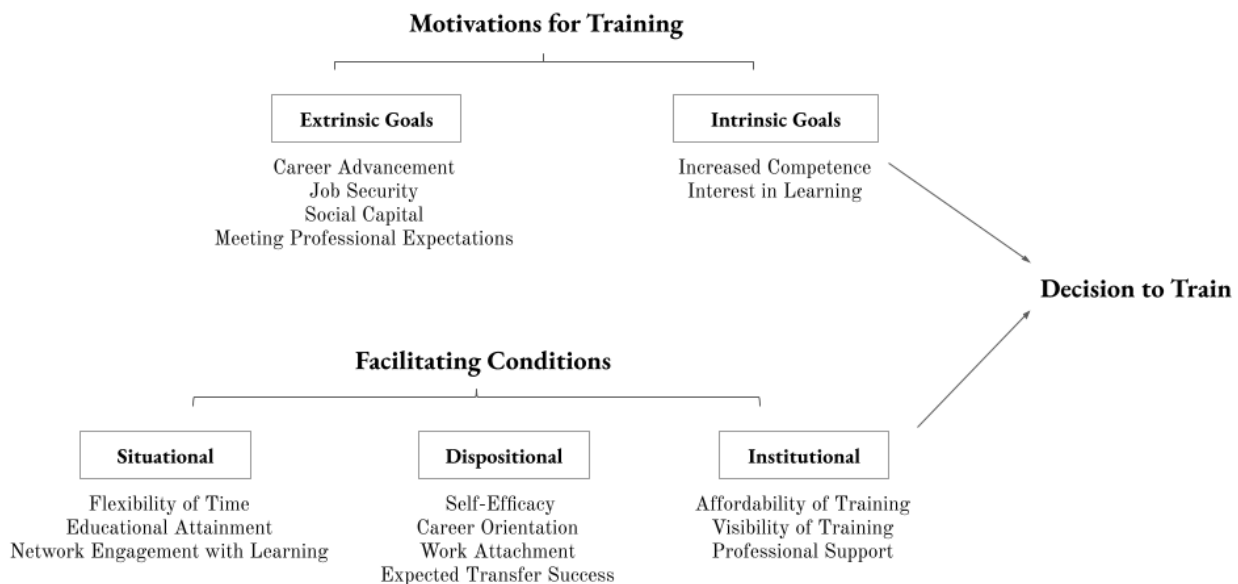 Motivations for Training
Extrinsic Goals
Career Advancement
Job Security
Social Capital
Meeting Professional Expectations
Intrinsic Goals
Increased Competence
Interest in Learning
Decision to Train
Facilitating Conditions
Situational
Flexibility of Time
Educational Attainment
Network Engagement with Learning
Dispositional
Self-Efficacy
Career Orientation
Work Attachment
Expected Transfer Success
Institutional
Affordability of Training
Visibility of Training
Professional Support